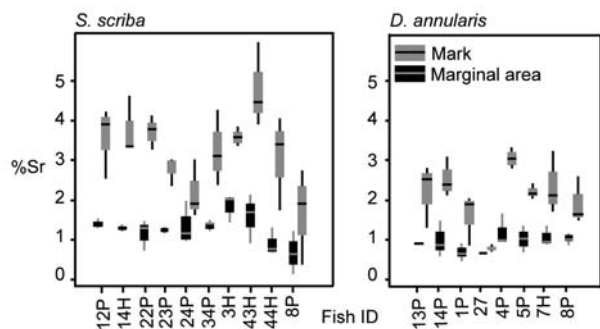 S. scriba
D. annularis
Mark
Marginal area
%Sr
5
4
3
2
1
0
5
4
3
2
1
0
12P 14H 22P 23P 24P 34P 3H 43H 44H 8P
Fish ID
13P 14P 1P 27 4P 5P 7H 8P